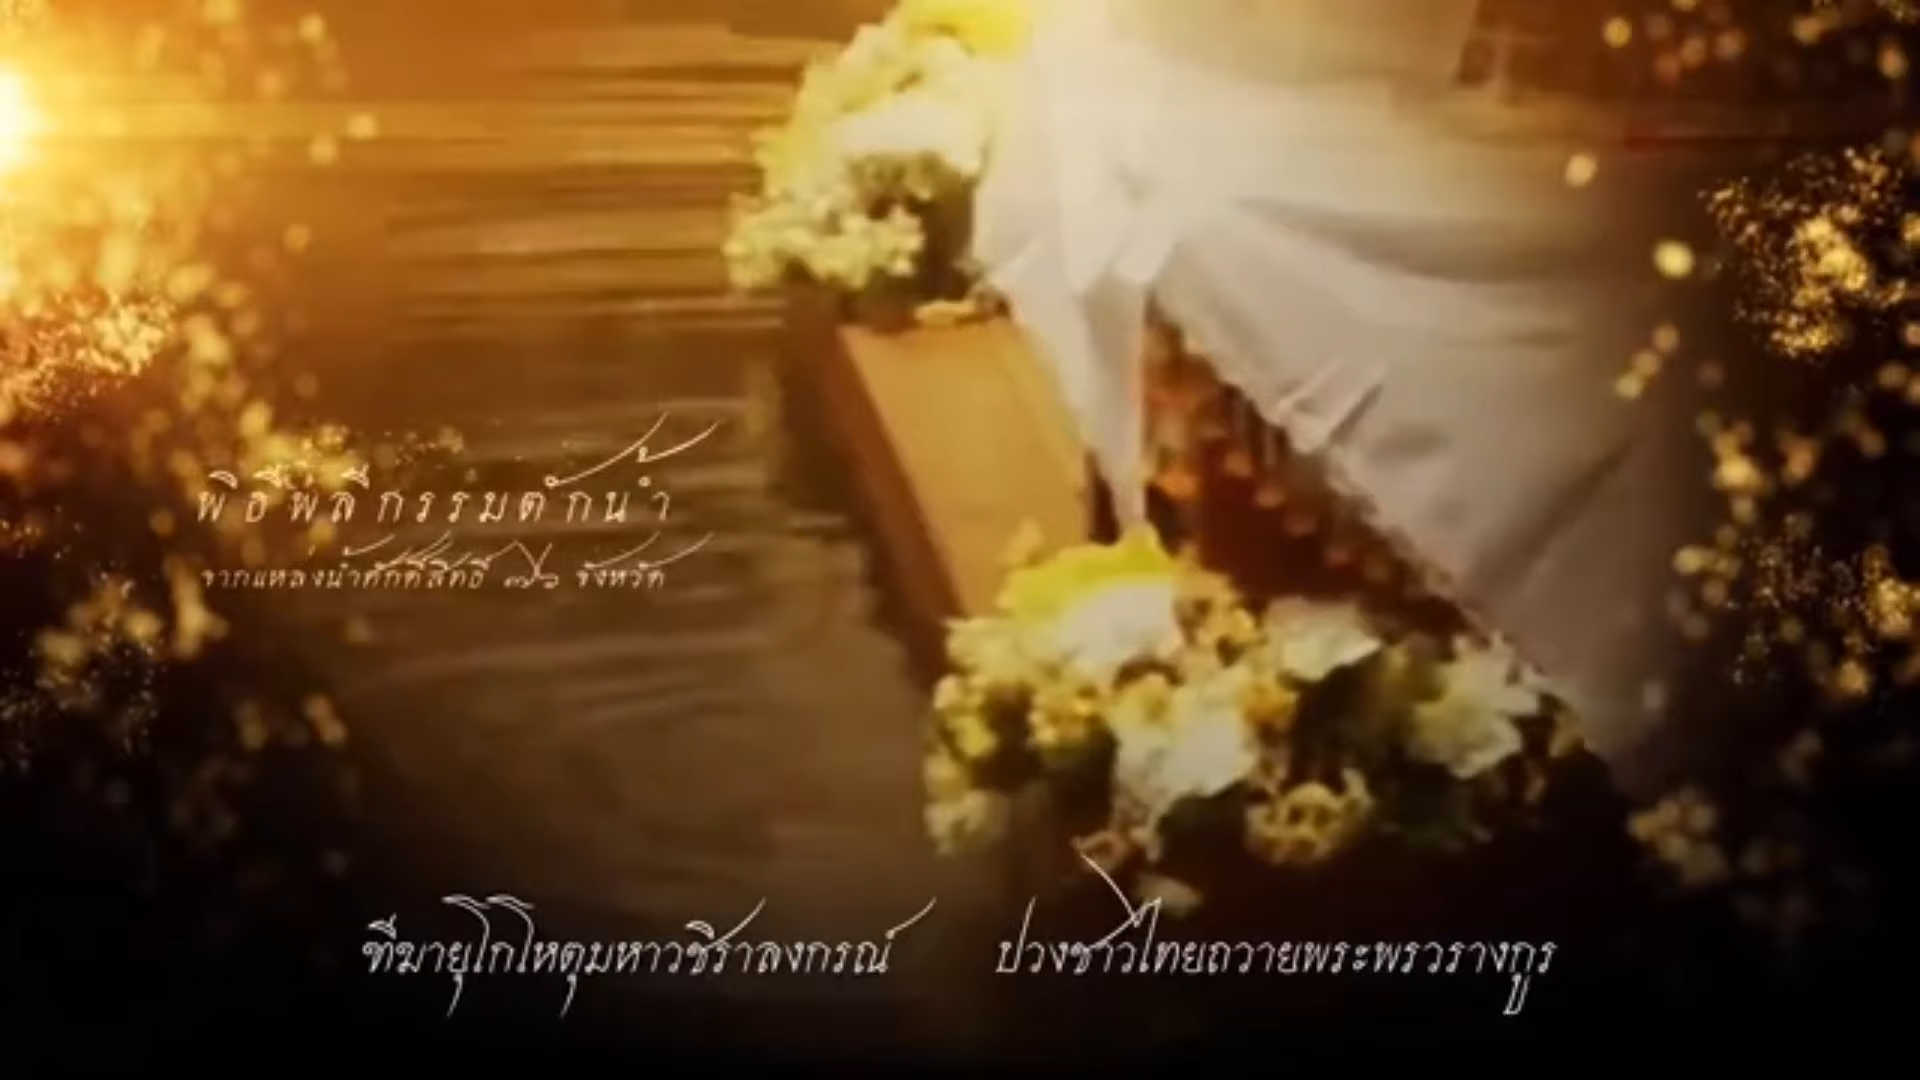 พิธีพลีกรรมตักน้ำ
จากแหล่งน้ำศักดิ์สิทธิ์ ๗๖ จังหวัด
ฑีฆายุโกโหตุมหาวชิราลงกรณ์ ปวงชาวไทยถวายพระพรวรางกูร